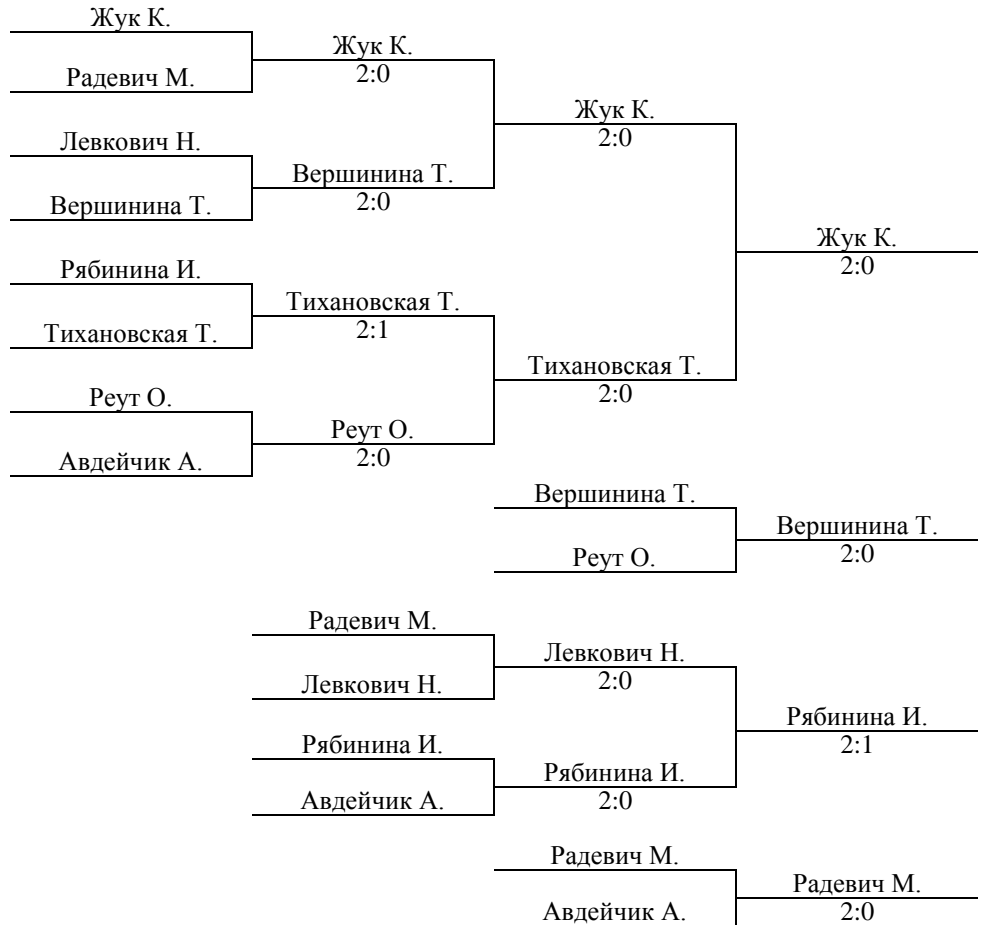 Жук К.
Жук К.
Радевич М.
2:0
Жук К.
Левкович Н.
2:0
Вершинина Т.
Вершинина Т.
2:0
Жук К.
Рябинина И.
2:0
Тихановская Т.
Тихановская Т.
2:1
Тихановская Т.
Реут О.
2:0
Реут О.
Авдейчик А.
2:0
Вершинина Т.
Вершинина Т.
Реут О.
2:0
Радевич М.
Левкович Н.
Левкович Н.
2:0
Рябинина И.
Рябинина И.
2:1
Рябинина И.
Авдейчик А.
2:0
Радевич М.
Радевич М.
Авдейчик А.
2:0